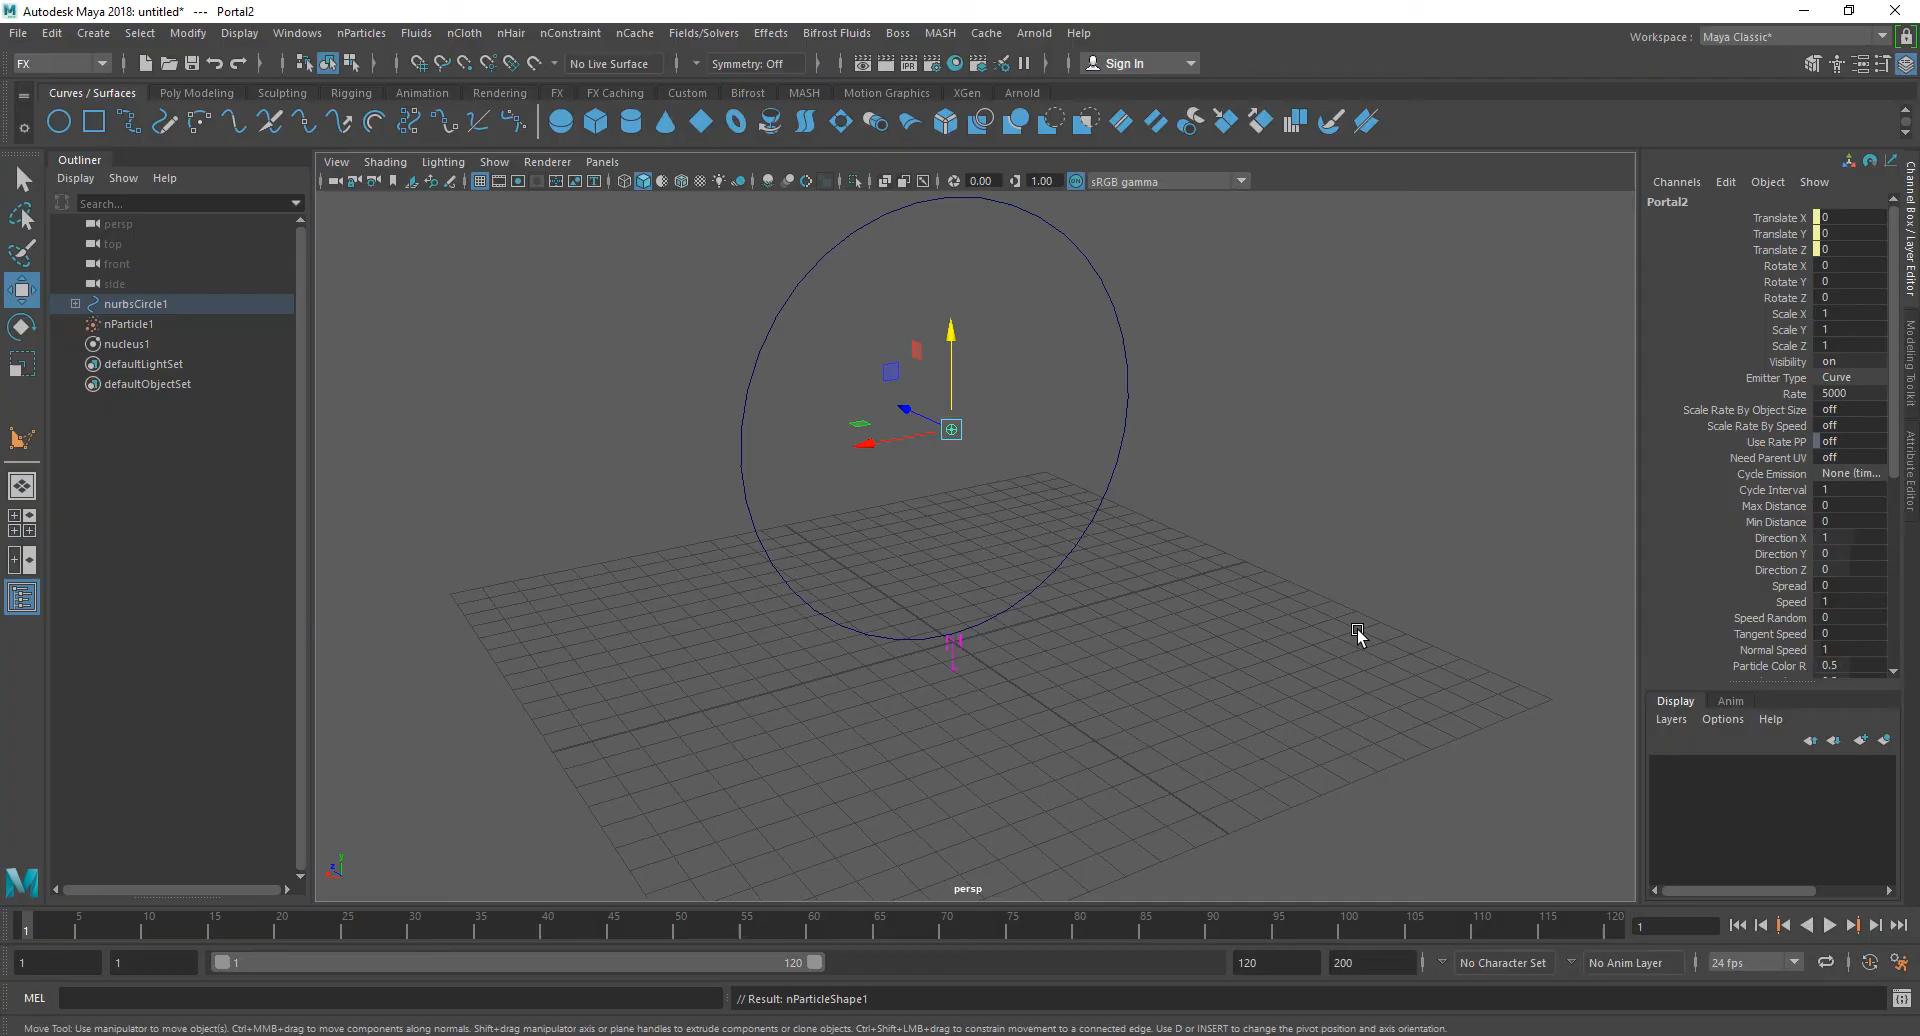 Autodesk Maya 2018: untitled* --- Portal2
File Edit Create Select Modify Display Windows nParticles Fluids nCloth nHair nConstraint nCache Fields/Solvers Effects Bifrost Fluids Boss MASH Cache Arnold Help
Workspace : Maya Classic*
FX No Live Surface Symmetry: Off IPR Sign In
Curves / Surfaces Poly Modeling Sculpting Rigging Animation Rendering FX FX Caching Custom Bifrost MASH Motion Graphics XGen Arnold
Outliner
Display Show Help
Search...
persp
top
front
side
nurbsCircle1
nParticle1
nucleus1
defaultLightSet
defaultObjectSet
View Shading Lighting Show Renderer Panels
0.00 1.00 sRGB gamma
persp
Channels Edit Object Show
Portal2
Translate X 0
Translate Y 0
Translate Z 0
Rotate X 0
Rotate Y 0
Rotate Z 0
Scale X 1
Scale Y 1
Scale Z 1
Visibility on
Emitter Type Curve
Rate 5000
Scale Rate By Object Size off
Scale Rate By Speed off
Use Rate PP off
Need Parent UV off
Cycle Emission None (tim...
Cycle Interval 1
Max Distance 0
Min Distance 0
Direction X 1
Direction Y 0
Direction Z 0
Spread 0
Speed 1
Speed Random 0
Tangent Speed 0
Normal Speed 1
Particle Color R 0.5
Channel Box / Layer Editor
Modeling Toolkit
Attribute Editor
Display Anim
Layers Options Help
5 10 15 20 25 30 35 40 45 50 55 60 65 70 75 80 85 90 95 100 105 110 115 120
1 1
1 1 1 120 120 200 No Character Set No Anim Layer 24 fps
MEL // Result: nParticleShape1
Move Tool: Use manipulator to move object(s). Ctrl+MMB+drag to move components along normals. Shift+drag manipulator axis or plane handles to extrude components or clone objects. Ctrl+Shift+LMB+drag to constrain movement to a connected edge. Use D or INSERT to change the pivot position and axis orientation.